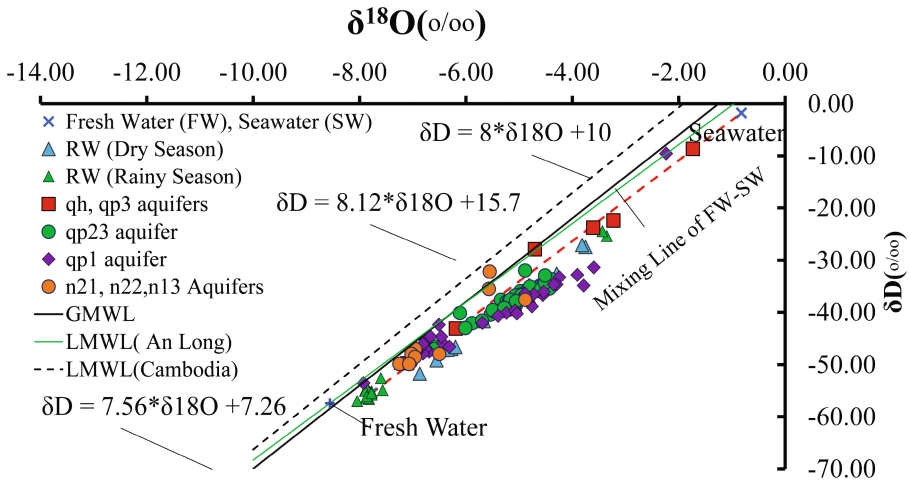 δ¹⁸O(o/oo)
-14.00 -12.00 -10.00 -8.00 -6.00 -4.00 -2.00 0.00
0.00
-10.00
-20.00
-30.00
-40.00
-50.00
-60.00
-70.00
δD(o/oo)
Fresh Water (FW), Seawater (SW)
RW (Dry Season)
RW (Rainy Season)
qh, qp3 aquifers
qp23 aquifer
qp1 aquifer
n21, n22,n13 Aquifers
GMWL
LMWL( An Long)
LMWL(Cambodia)
δD = 8*δ18O +10
δD = 8.12*δ18O +15.7
δD = 7.56*δ18O +7.26
Seawater
Mixing Line of FW-SW
Fresh Water